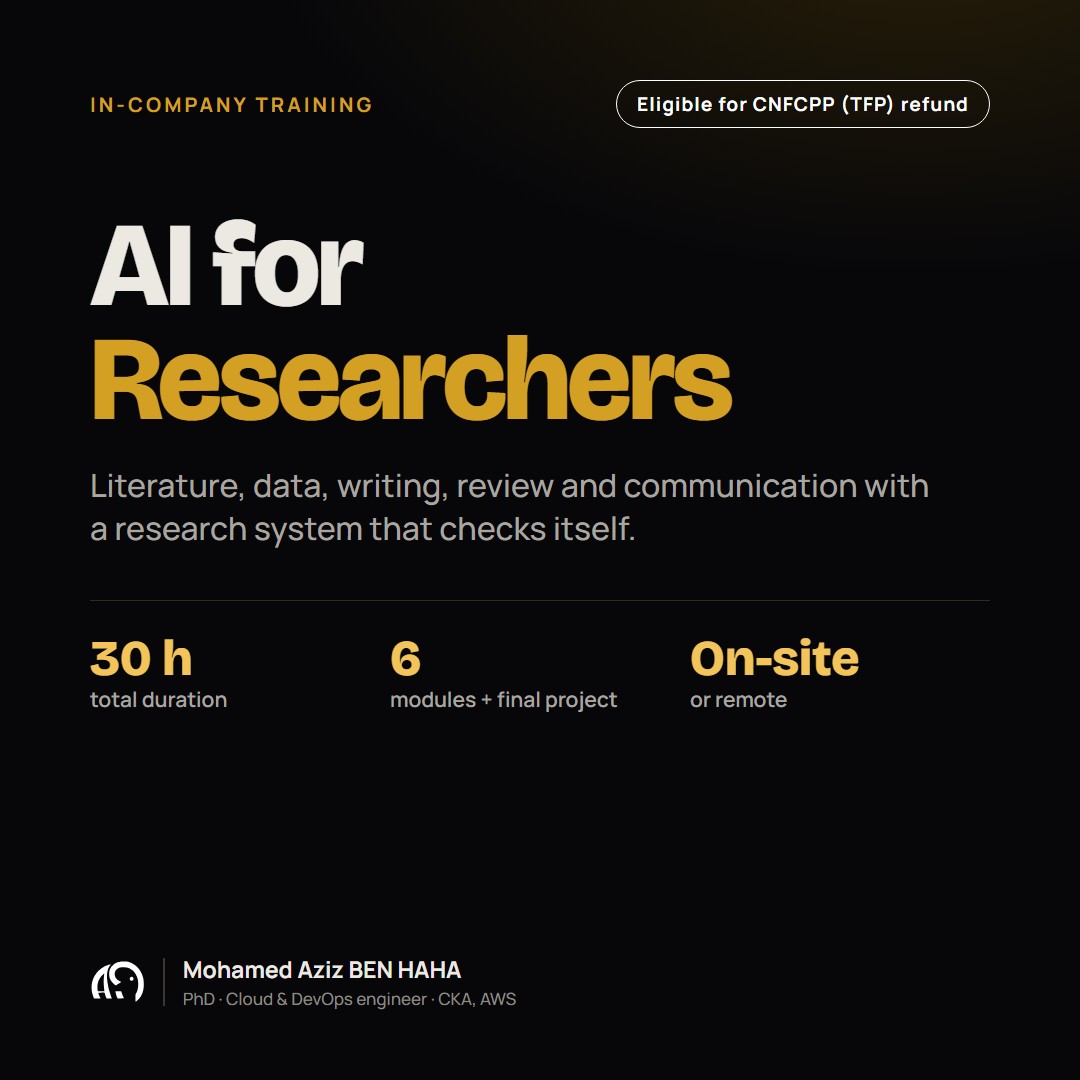 IN-COMPANY TRAINING
Eligible for CNFCPP (TFP) refund
AI for
Researchers
Literature, data, writing, review and communication with
a research system that checks itself.
30 h
total duration
6
modules + final project
On-site
or remote
Mohamed Aziz BEN HAHA
PhD · Cloud & DevOps engineer · CKA, AWS